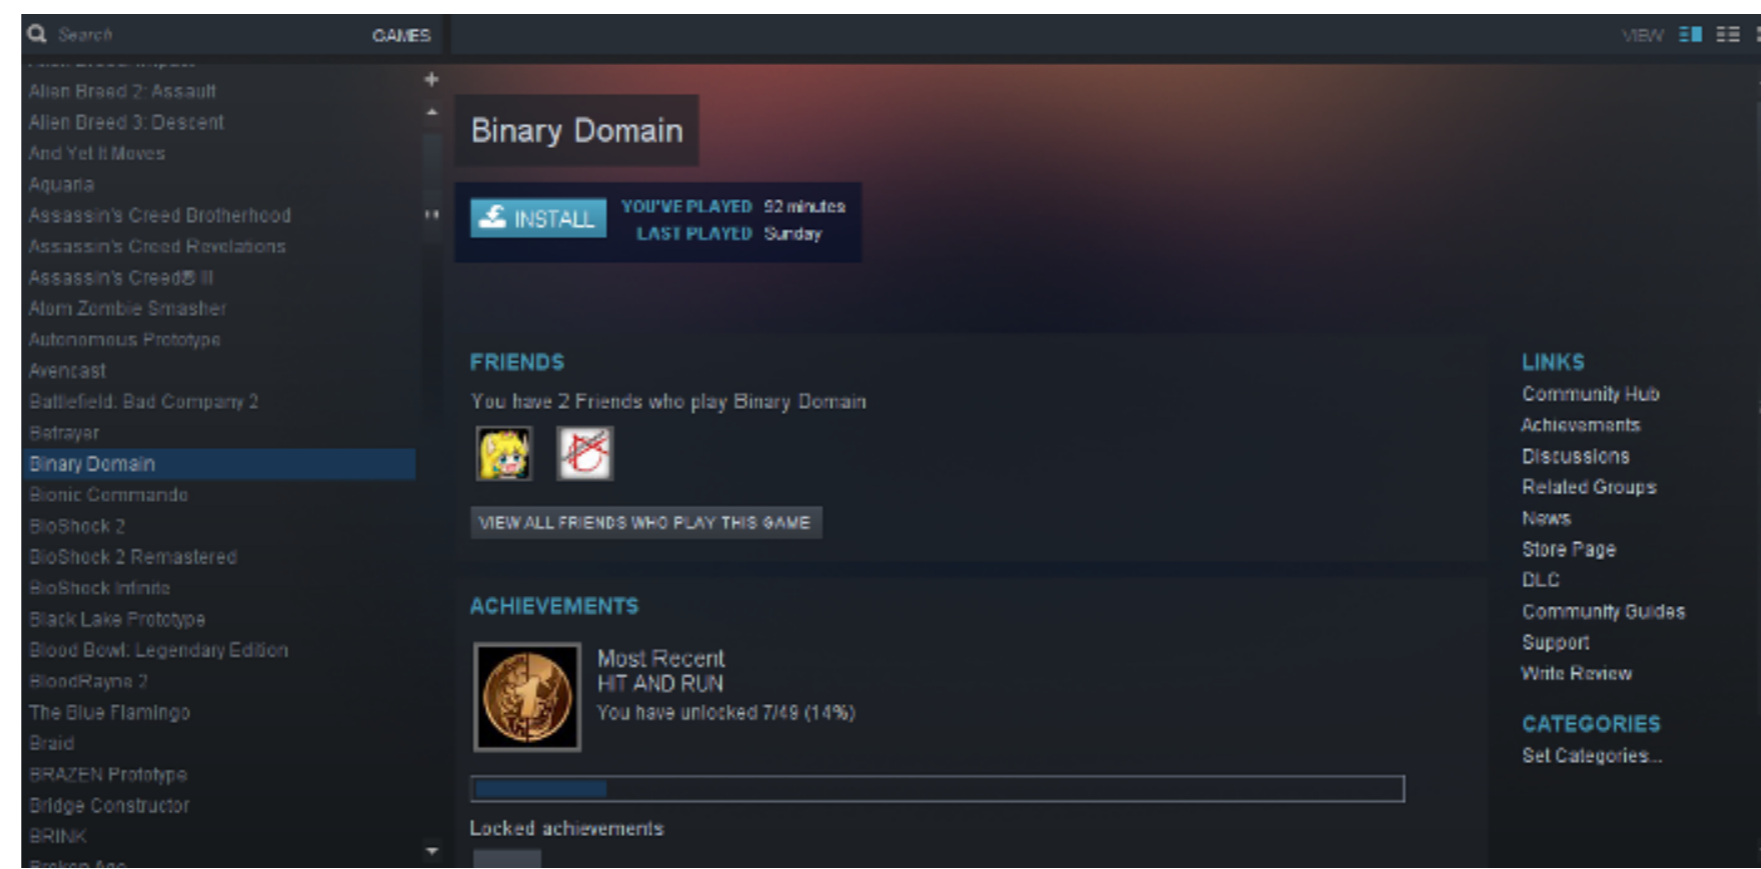 Search
GAMES
VIEW
Alien Breed 2: Assault
Alien Breed 3: Descent
And Yet It Moves
Aquaria
Assassin's Creed Brotherhood
Assassin's Creed Revelations
Assassin's Creed® III
Atom Zombie Smasher
Autonomous Prototype
Avencast
Battlefield: Bad Company 2
Betrayer
Binary Domain
Bionic Commando
BioShock 2
BioShock 2 Remastered
BioShock Infinite
Black Lake Prototype
Blood Bowl: Legendary Edition
BloodRayne 2
The Blue Flamingo
Braid
BRAZEN Prototype
Bridge Constructor
BRINK
Broken Age
Binary Domain
INSTALL
YOU'VE PLAYED 92 minutes
LAST PLAYED Sunday
FRIENDS
You have 2 Friends who play Binary Domain
VIEW ALL FRIENDS WHO PLAY THIS GAME
ACHIEVEMENTS
Most Recent
HIT AND RUN
You have unlocked 7/49 (14%)
Locked achievements
LINKS
Community Hub
Achievements
Discussions
Related Groups
News
Store Page
DLC
Community Guides
Support
Write Review
CATEGORIES
Set Categories...